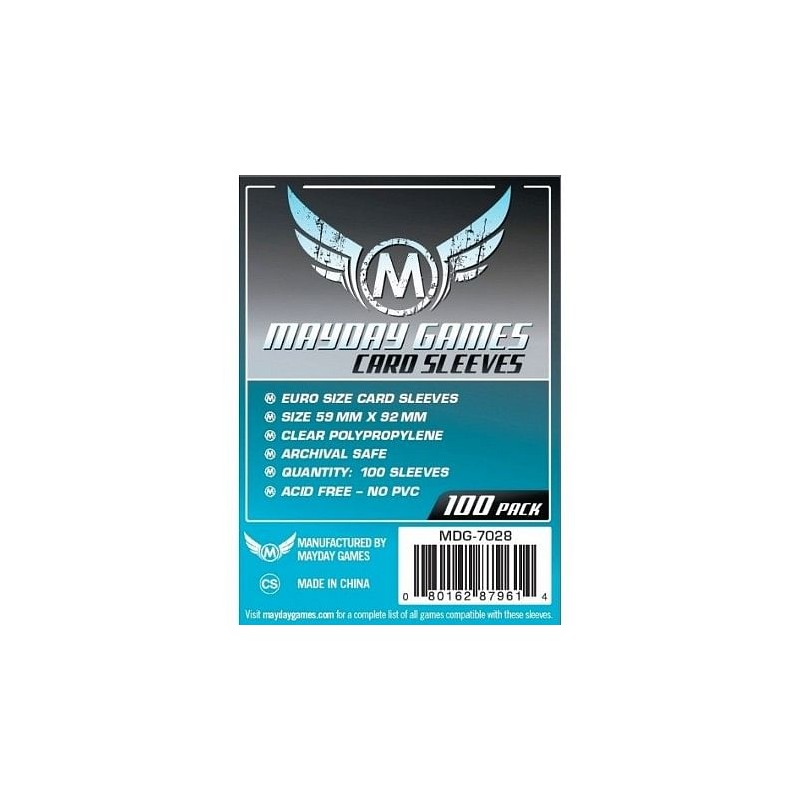 M
MAYDAY GAMES
CARD SLEEVES
M EURO SIZE CARD SLEEVES
M SIZE 59 MM X 92 MM
M CLEAR POLYPROPYLENE
M ARCHIVAL SAFE
M QUANTITY: 100 SLEEVES
M ACID FREE – NO PVC
100 PACK
M
MANUFACTURED BY
MAYDAY GAMES
CS MADE IN CHINA
MDG-7028
0 80162 87961 4
Visit maydaygames.com for a complete list of all games compatible with these sleeves.